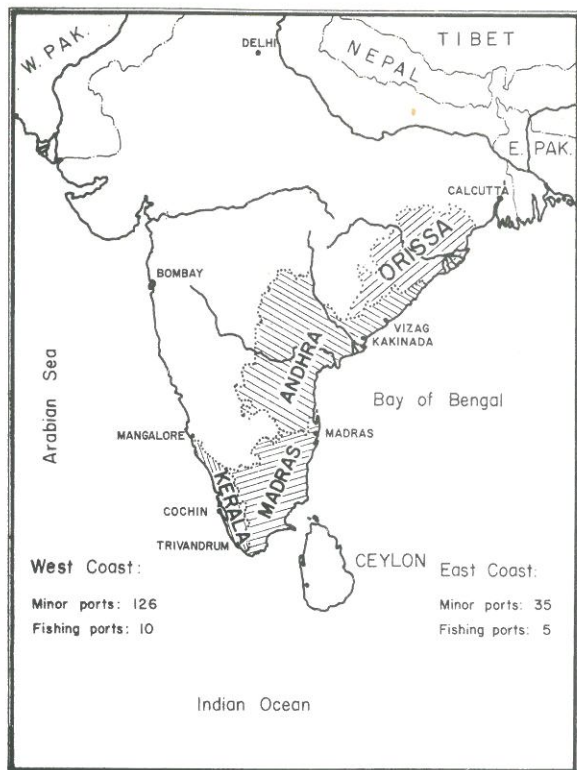 W. PAK.
DELHI
TIBET
NEPAL
E. PAK.
CALCUTTA
ORISSA
BOMBAY
VIZAG
KAKINADA
ANDHRA
Arabian Sea
Bay of Bengal
MANGALORE
MADRAS
KERALA
MADRAS
COCHIN
TRIVANDRUM
CEYLON
West Coast:
Minor ports: 126
Fishing ports: 10
East Coast:
Minor ports: 35
Fishing ports: 5
Indian Ocean